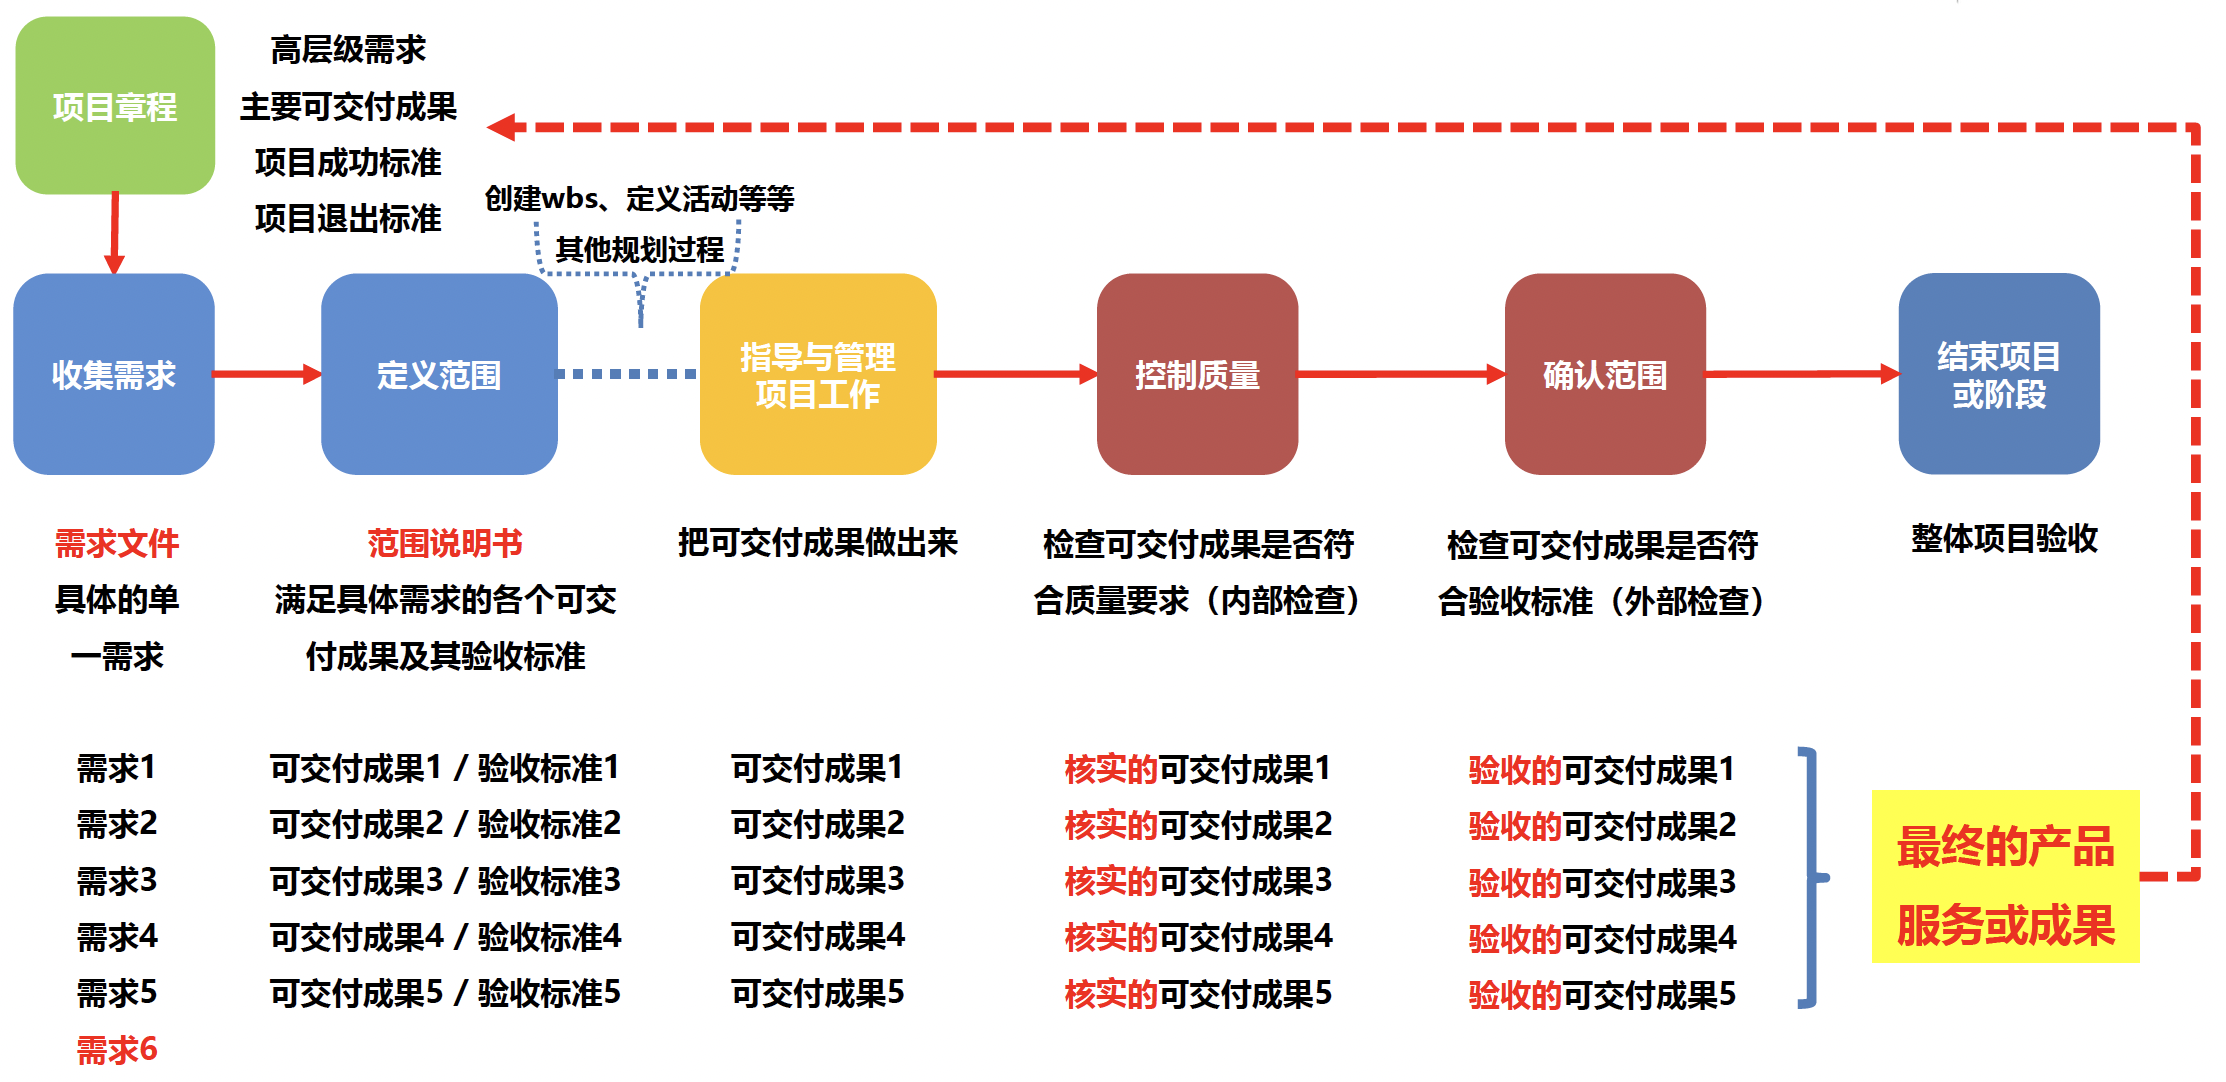 项目章程
高层级需求
主要可交付成果
项目成功标准
项目退出标准
创建wbs、定义活动等等
其他规划过程
收集需求
定义范围
指导与管理
项目工作
控制质量
确认范围
结束项目
或阶段
需求文件
具体的单
一需求
范围说明书
满足具体需求的各个可交
付成果及其验收标准
把可交付成果做出来
检查可交付成果是否符
合质量要求（内部检查）
检查可交付成果是否符
合验收标准（外部检查）
整体项目验收
需求1
需求2
需求3
需求4
需求5
需求6
可交付成果1 / 验收标准1
可交付成果2 / 验收标准2
可交付成果3 / 验收标准3
可交付成果4 / 验收标准4
可交付成果5 / 验收标准5
可交付成果1
可交付成果2
可交付成果3
可交付成果4
可交付成果5
核实的可交付成果1
核实的可交付成果2
核实的可交付成果3
核实的可交付成果4
核实的可交付成果5
验收的可交付成果1
验收的可交付成果2
验收的可交付成果3
验收的可交付成果4
验收的可交付成果5
最终的产品
服务或成果